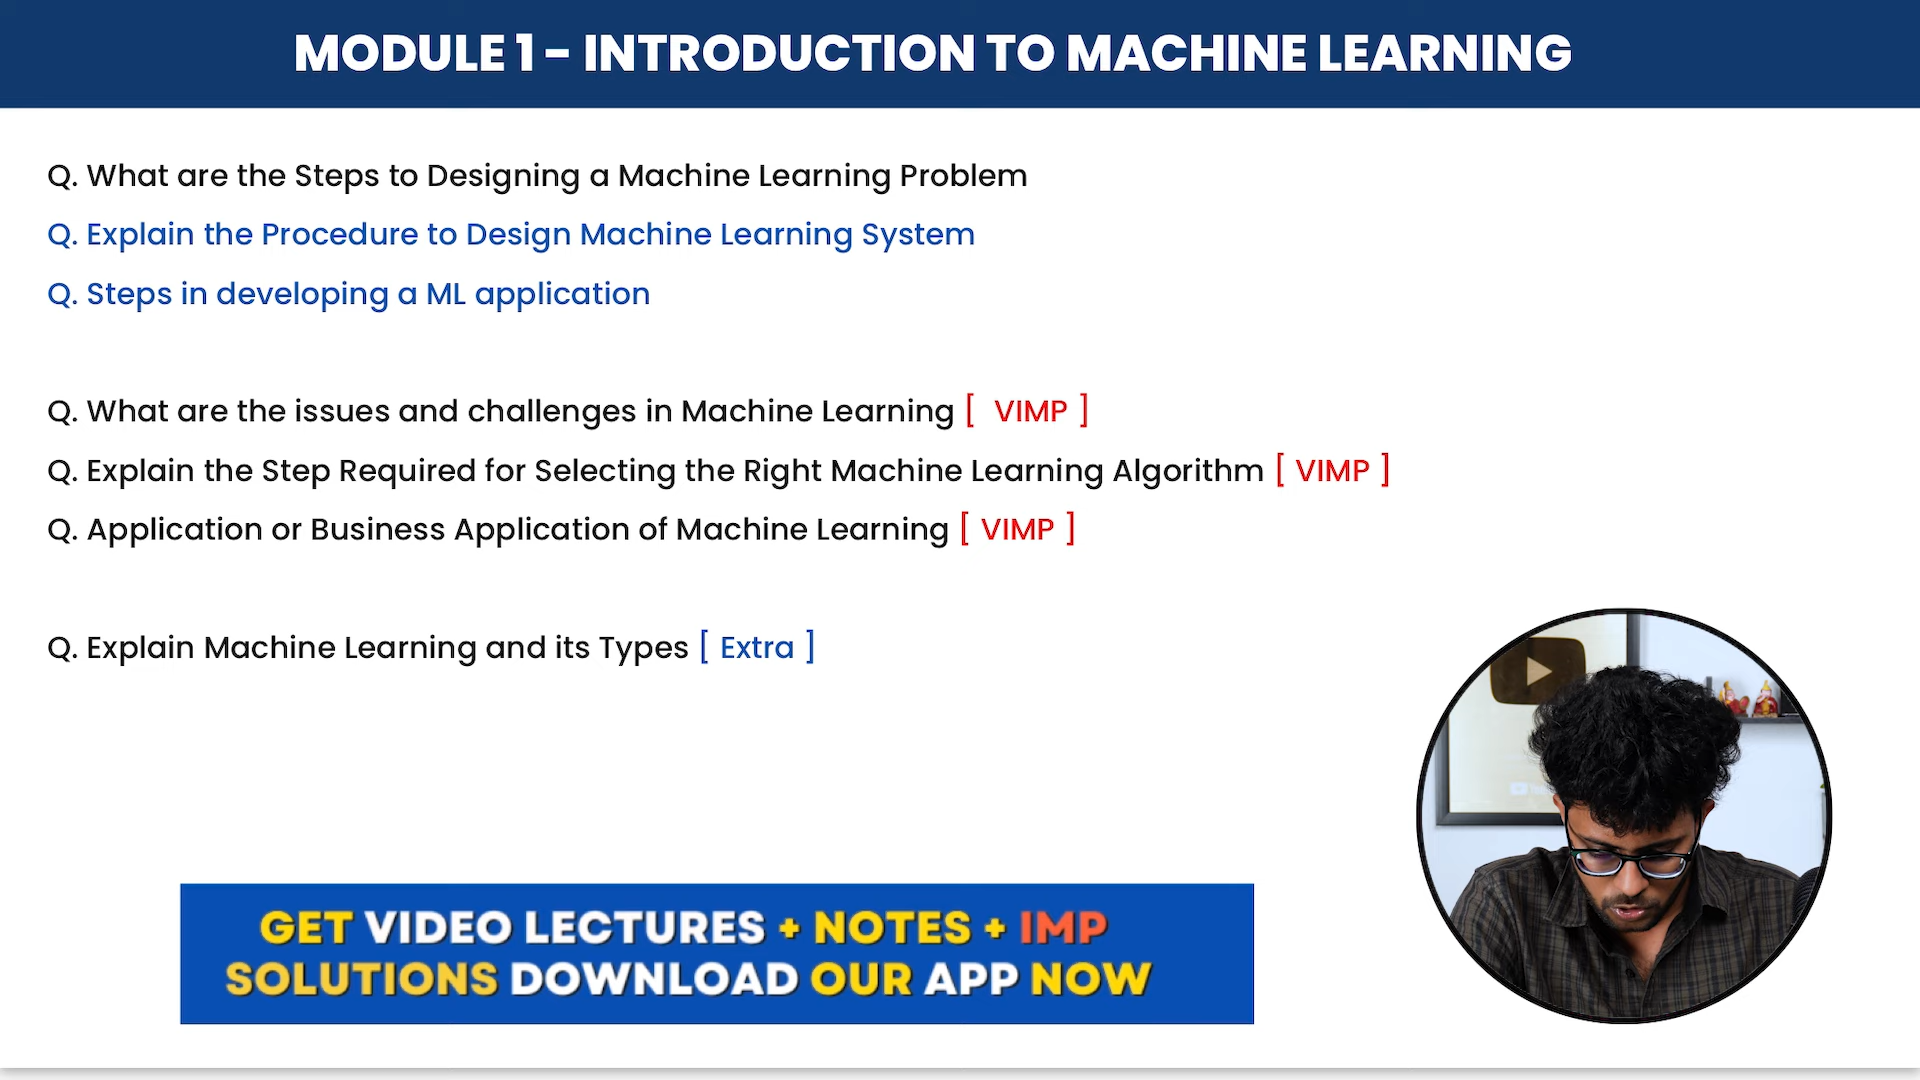 MODULE 1 - INTRODUCTION TO MACHINE LEARNING
Q. What are the Steps to Designing a Machine Learning Problem
Q. Explain the Procedure to Design Machine Learning System
Q. Steps in developing a ML application
Q. What are the issues and challenges in Machine Learning [ VIMP ]
Q. Explain the Step Required for Selecting the Right Machine Learning Algorithm [ VIMP ]
Q. Application or Business Application of Machine Learning [ VIMP ]
Q. Explain Machine Learning and its Types [ Extra ]
GET VIDEO LECTURES + NOTES + IMP
SOLUTIONS DOWNLOAD OUR APP NOW